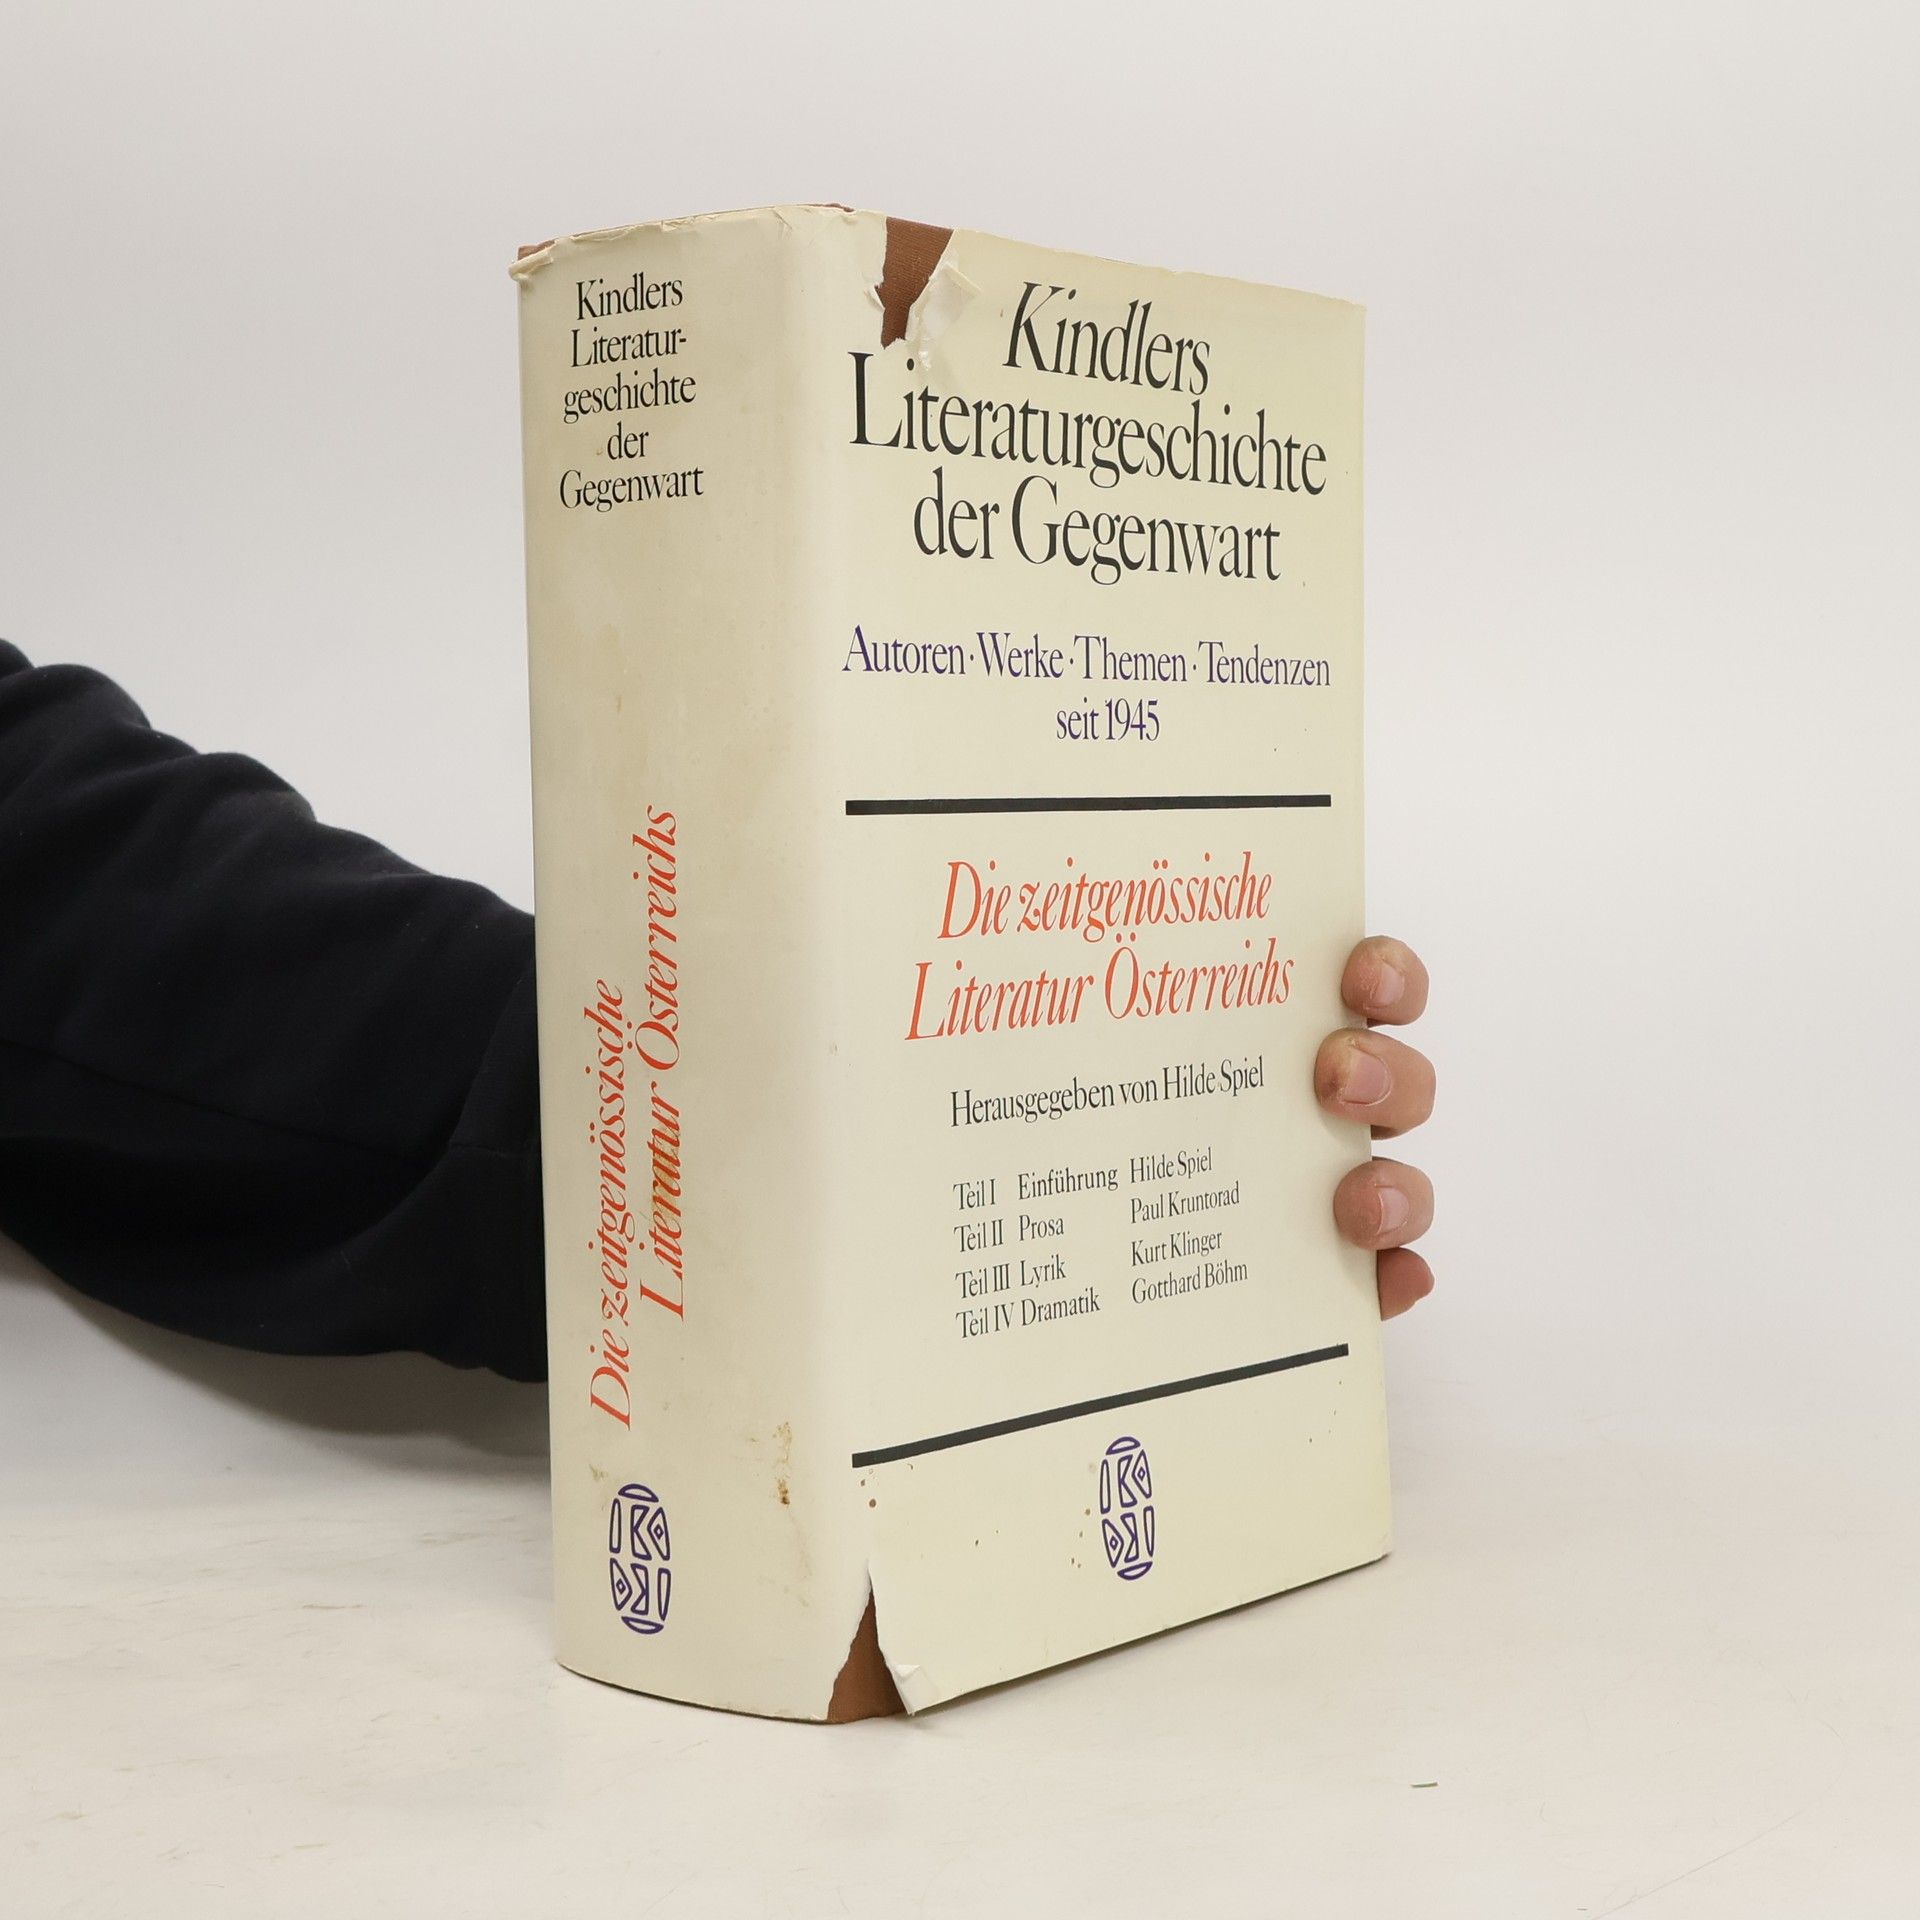 Kindlers
Literatur-
geschichte
der
Gegenwart
Die zeitgenössische
Literatur Österreichs
Kindlers
Literaturgeschichte
der Gegenwart
Autoren · Werke · Themen · Tendenzen
seit 1945
Die zeitgenössische
Literatur Österreichs
Herausgegeben von Hilde Spiel
Teil I Einführung Hilde Spiel
Teil II Prosa Paul Kruntorad
Teil III Lyrik Kurt Klinger
Teil IV Dramatik Gotthard Böhm